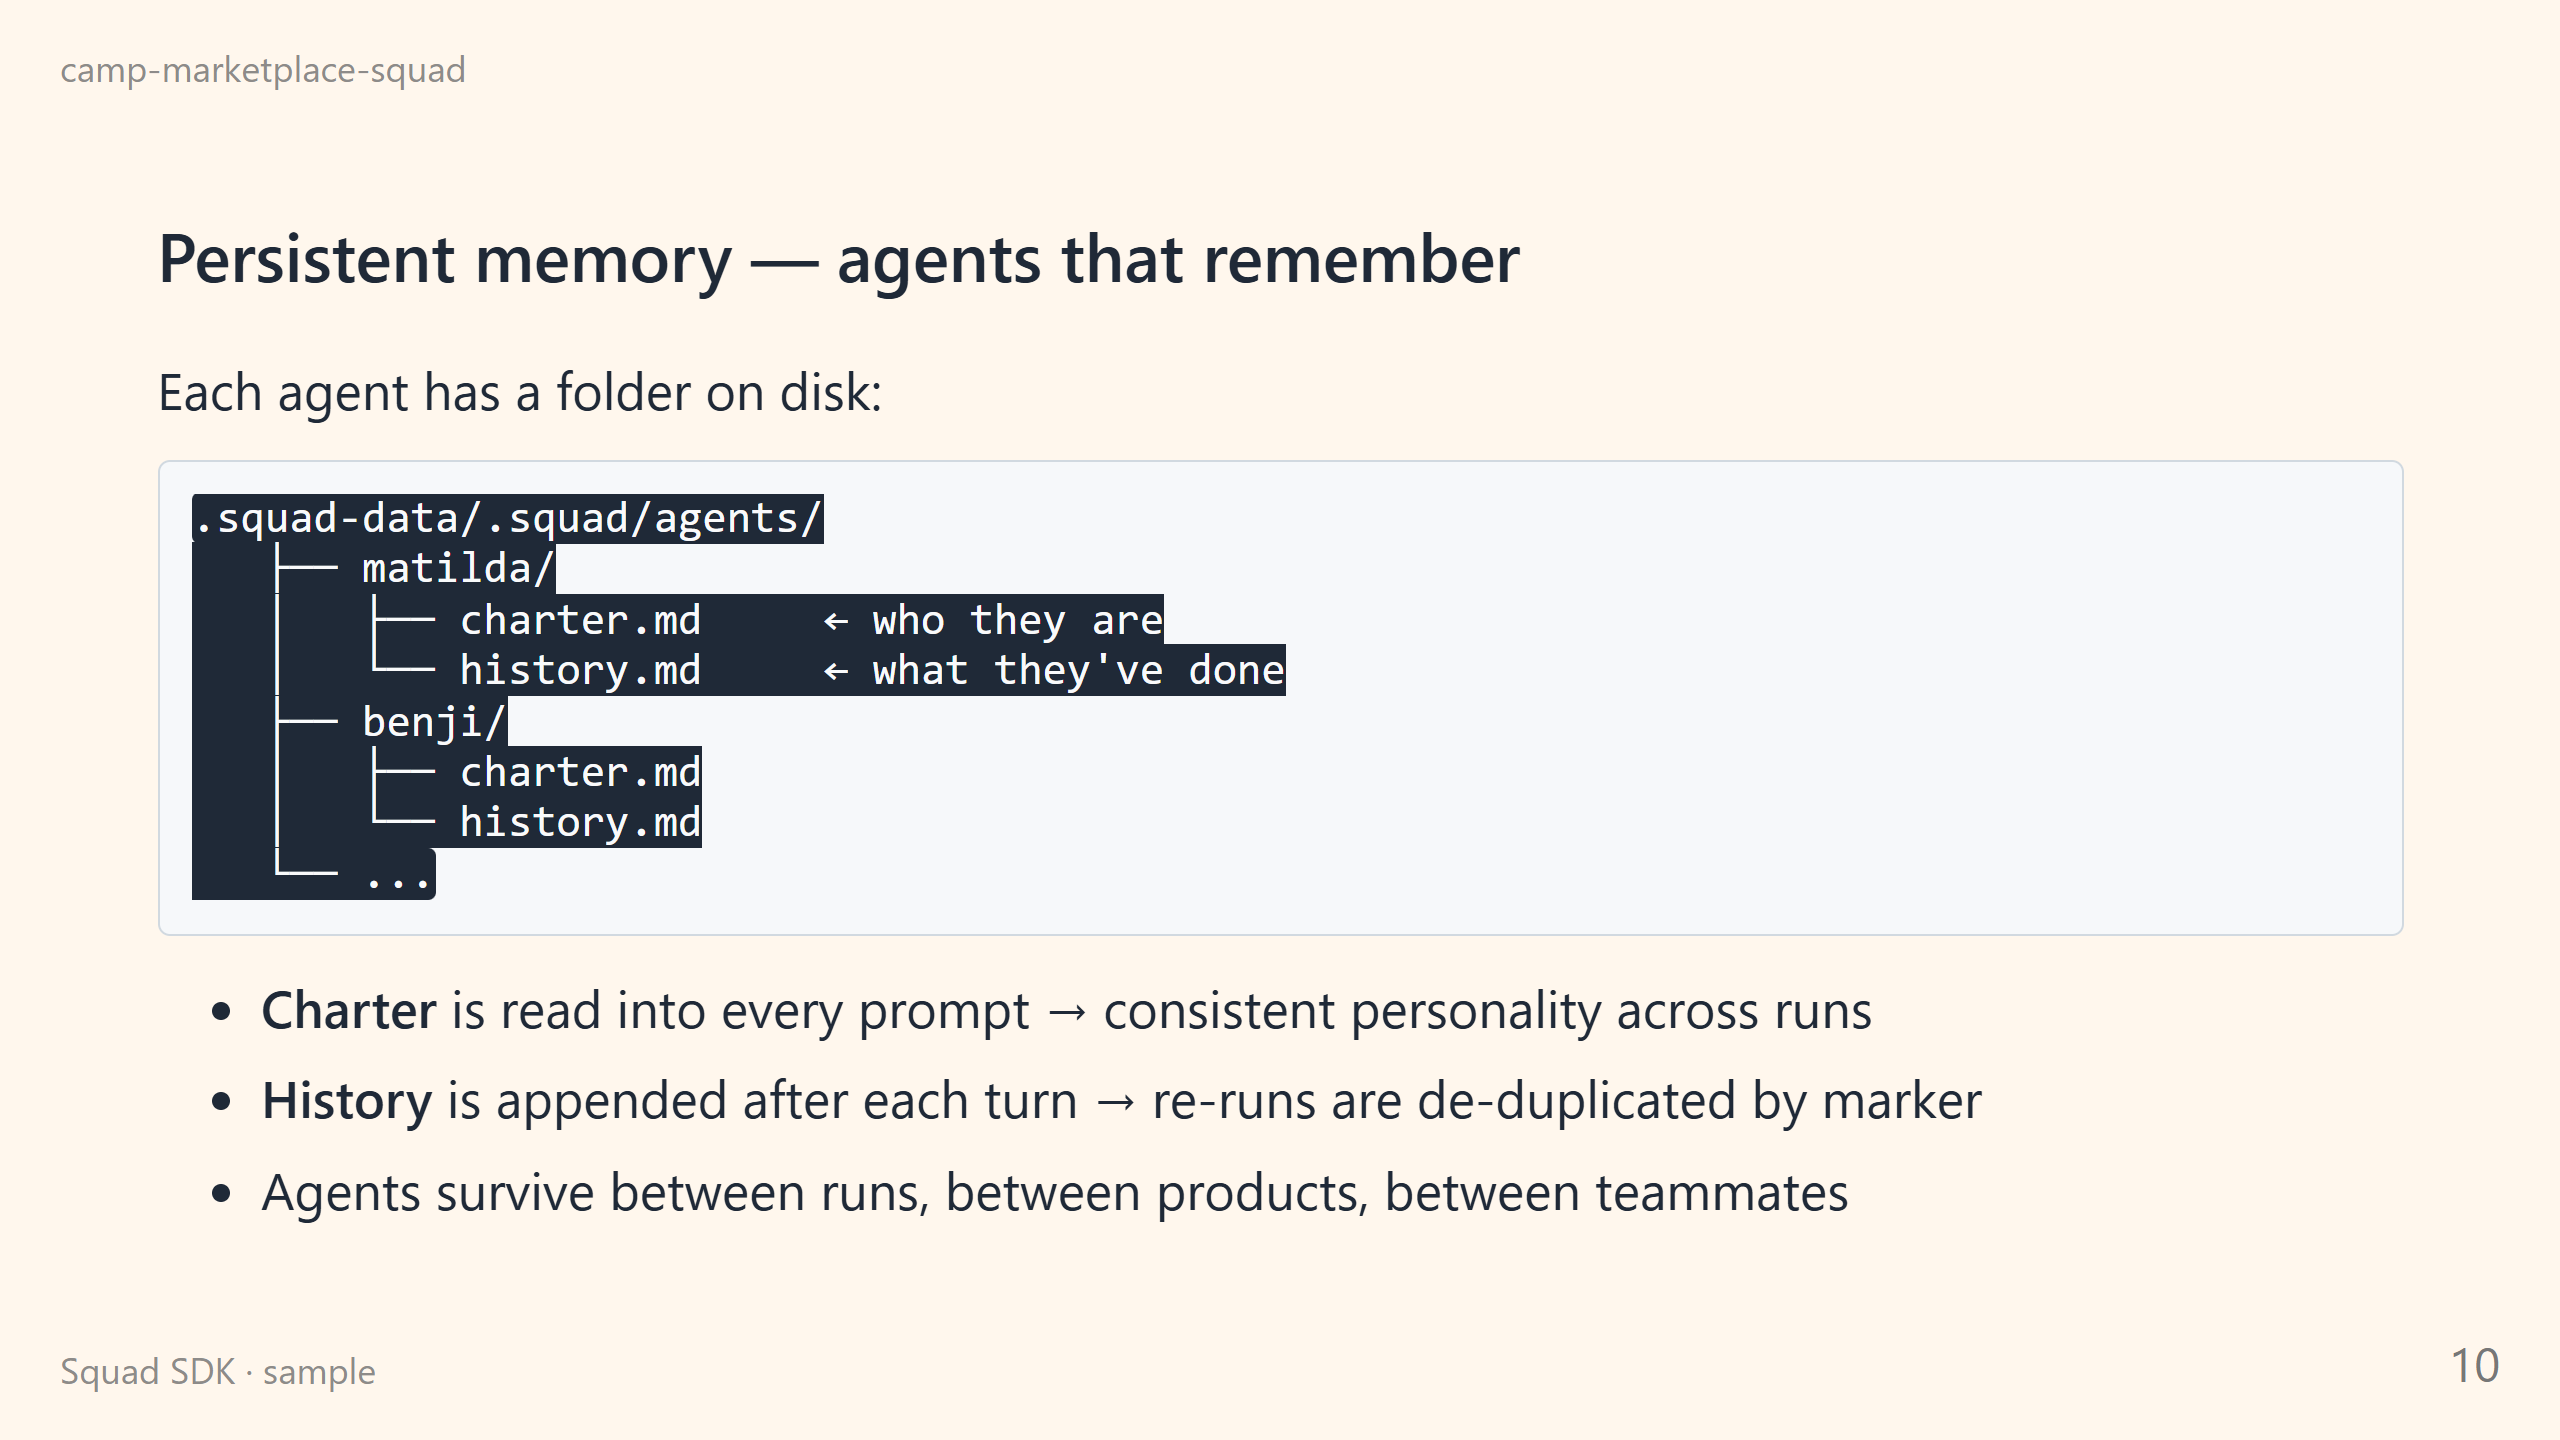 camp-marketplace-squad
Persistent memory — agents that remember
Each agent has a folder on disk:
.squad-data/.squad/agents/
   ├── matilda/
   │   ├── charter.md     ← who they are
   │   └── history.md     ← what they've done
   ├── benji/
   │   ├── charter.md
   │   └── history.md
   └── ...
• Charter is read into every prompt → consistent personality across runs
• History is appended after each turn → re-runs are de-duplicated by marker
• Agents survive between runs, between products, between teammates
Squad SDK · sample
10